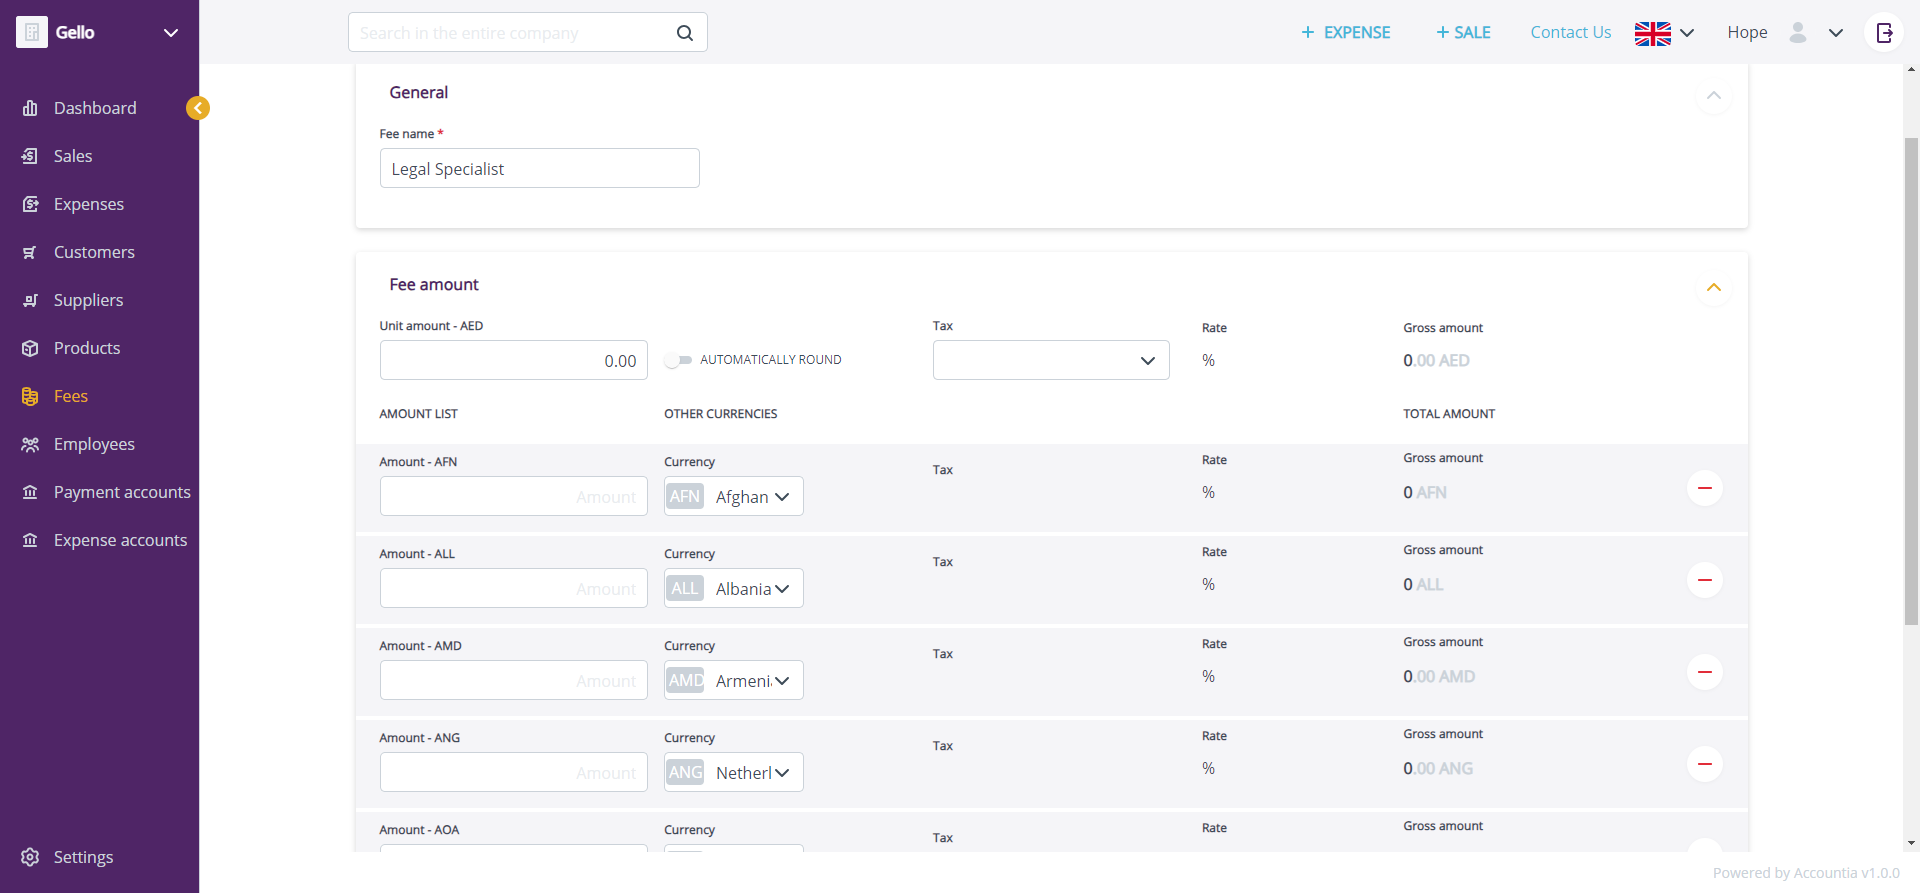 Gello
Search in the entire company
+ EXPENSE
+ SALE
Contact Us
Hope
Dashboard
Sales
Expenses
Customers
Suppliers
Products
Fees
Employees
Payment accounts
Expense accounts
Settings
General
Fee name *
Legal Specialist
Fee amount
Unit amount - AED
Tax
Rate
Gross amount
0.00
AUTOMATICALLY ROUND
%
0.00 AED
AMOUNT LIST
OTHER CURRENCIES
TOTAL AMOUNT
Amount - AFN
Currency
Tax
Rate
Gross amount
Amount
AFN Afghan
%
0 AFN
Amount - ALL
Currency
Tax
Rate
Gross amount
Amount
ALL Albania
%
0 ALL
Amount - AMD
Currency
Tax
Rate
Gross amount
Amount
AMD Armeni
%
0.00 AMD
Amount - ANG
Currency
Tax
Rate
Gross amount
Amount
ANG Netherl
%
0.00 ANG
Amount - AOA
Currency
Tax
Rate
Gross amount
Powered by Accountia v1.0.0